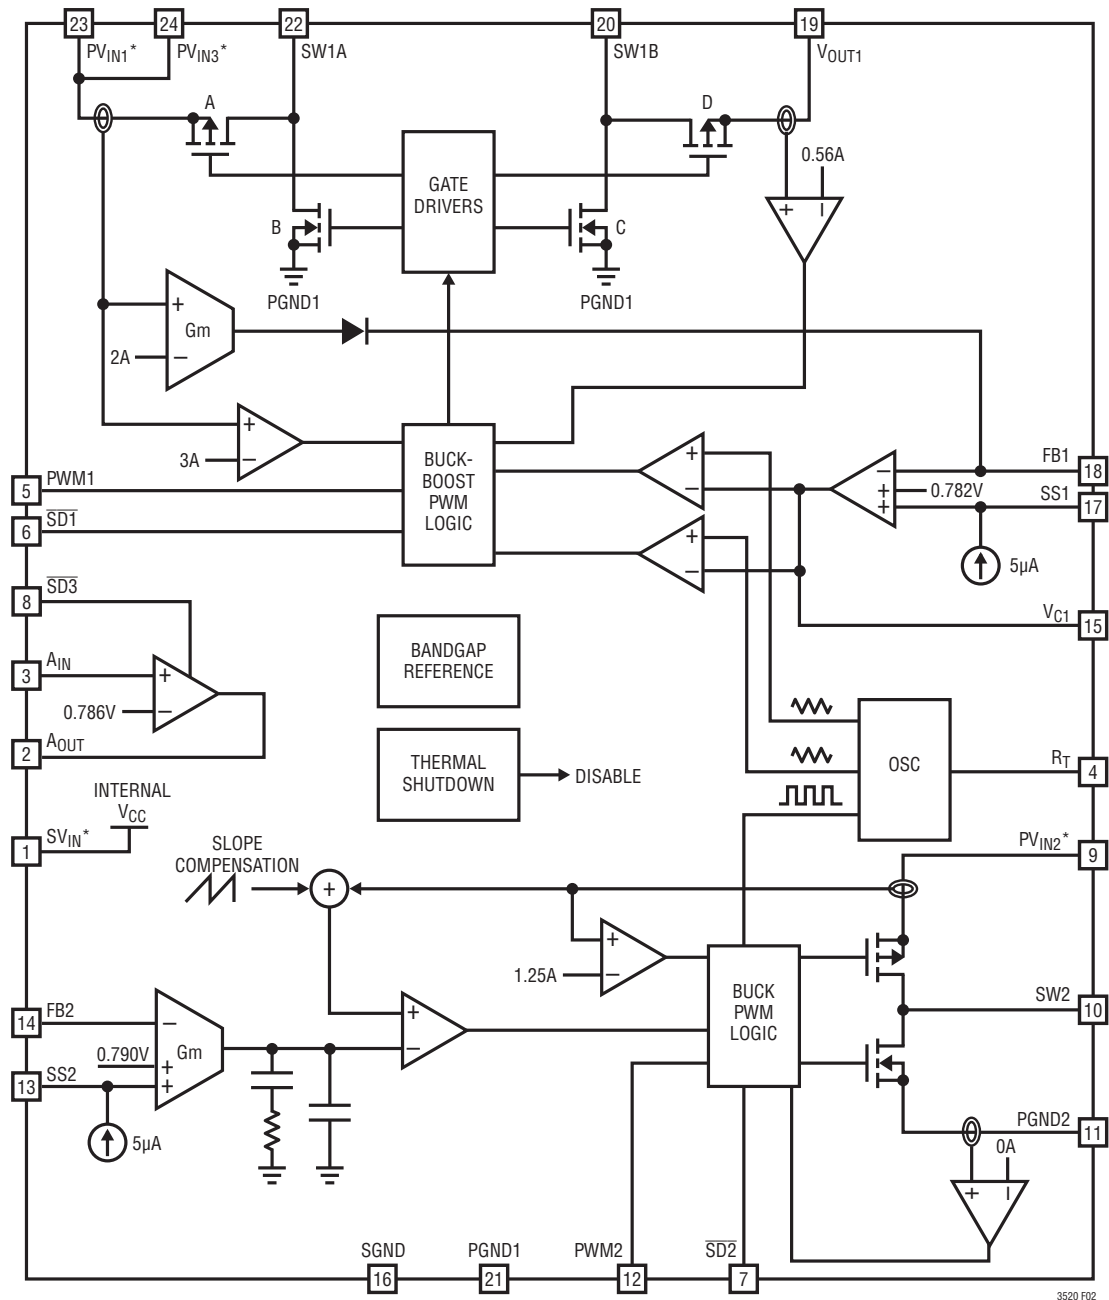 23
24
22
20
19
PVIN1*
PVIN3*
SW1A
SW1B
VOUT1
A
D
0.56A
GATE
DRIVERS
+
–
B
C
PGND1
PGND1
+
Gm
–
2A
+
–
3A
BUCK-
BOOST
PWM
LOGIC
+
–
+
–
–
+
+
0.782V
FB1
18
SS1
17
5µA
5
PWM1
6
SD1
8
SD3
VC1
15
3
AIN
+
–
0.786V
2
AOUT
BANDGAP
REFERENCE
THERMAL
SHUTDOWN
DISABLE
OSC
RT
4
INTERNAL
VCC
1
SVIN*
PVIN2*
9
SLOPE
COMPENSATION
+
+
–
1.25A
BUCK
PWM
LOGIC
SW2
10
14
FB2
–
0.790V
Gm
+
+
13
SS2
5µA
+
–
PGND2
11
0A
+
–
SGND
PGND1
PWM2
SD2
16
21
12
7
3520 F02